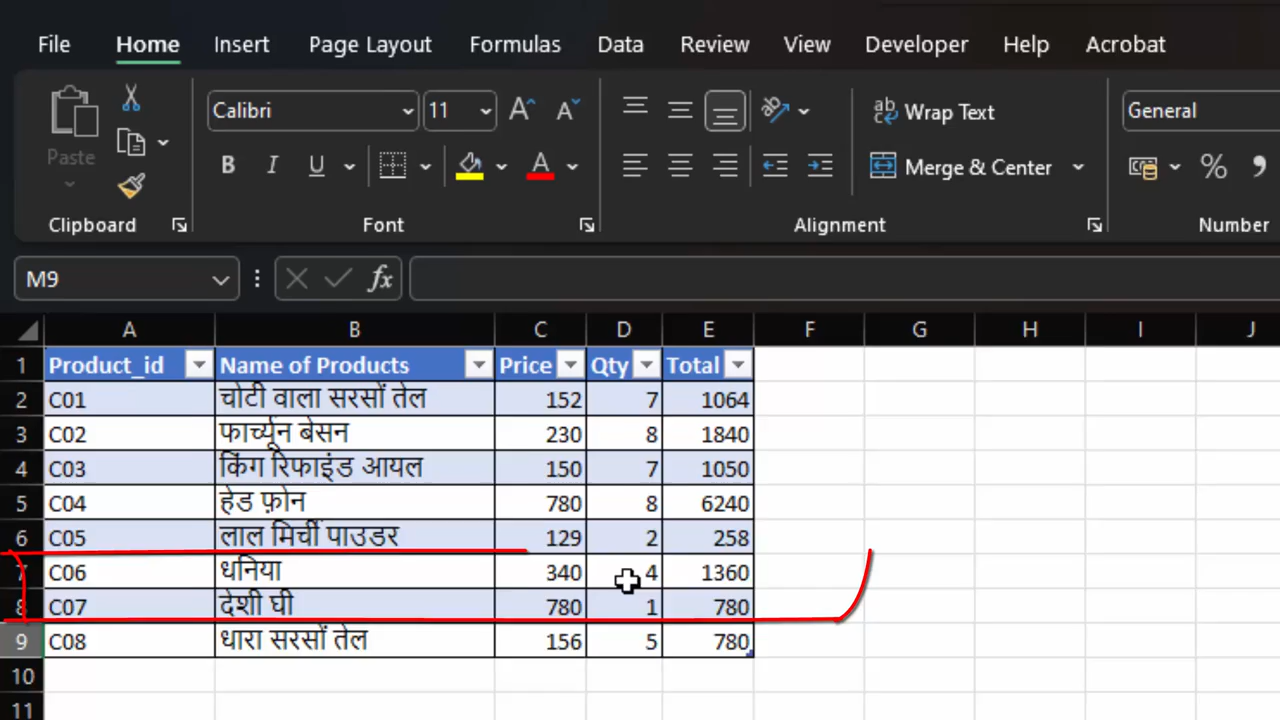 File Home Insert Page Layout Formulas Data Review View Developer Help Acrobat
Calibri 11 A A ab Wrap Text General
Paste B I U A Merge & Center % 9
Clipboard Font Alignment Number
M9 fx
A B C D E F G H I J
1 Product_id Name of Products Price Qty Total
2 C01 चोटी वाला सरसों तेल 152 7 1064
3 C02 फार्च्यून बेसन 230 8 1840
4 C03 किंग रिफाइंड आयल 150 7 1050
5 C04 हेड फ़ोन 780 8 6240
6 C05 लाल मिर्ची पाउडर 129 2 258
7 C06 धनिया 340 4 1360
8 C07 देशी घी 780 1 780
9 C08 धारा सरसों तेल 156 5 780
10
11